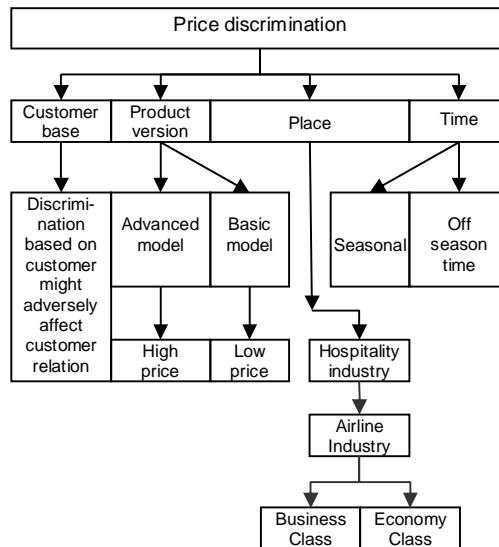 Price discrimination
Customer
base
Product
version
Place
Time
Discrimi-
nation
based on
customer
might
adversely
affect
customer
relation
Advanced
model
Basic
model
Seasonal
Off
season
time
High
price
Low
price
Hospitality
industry
Airline
Industry
Business
Class
Economy
Class